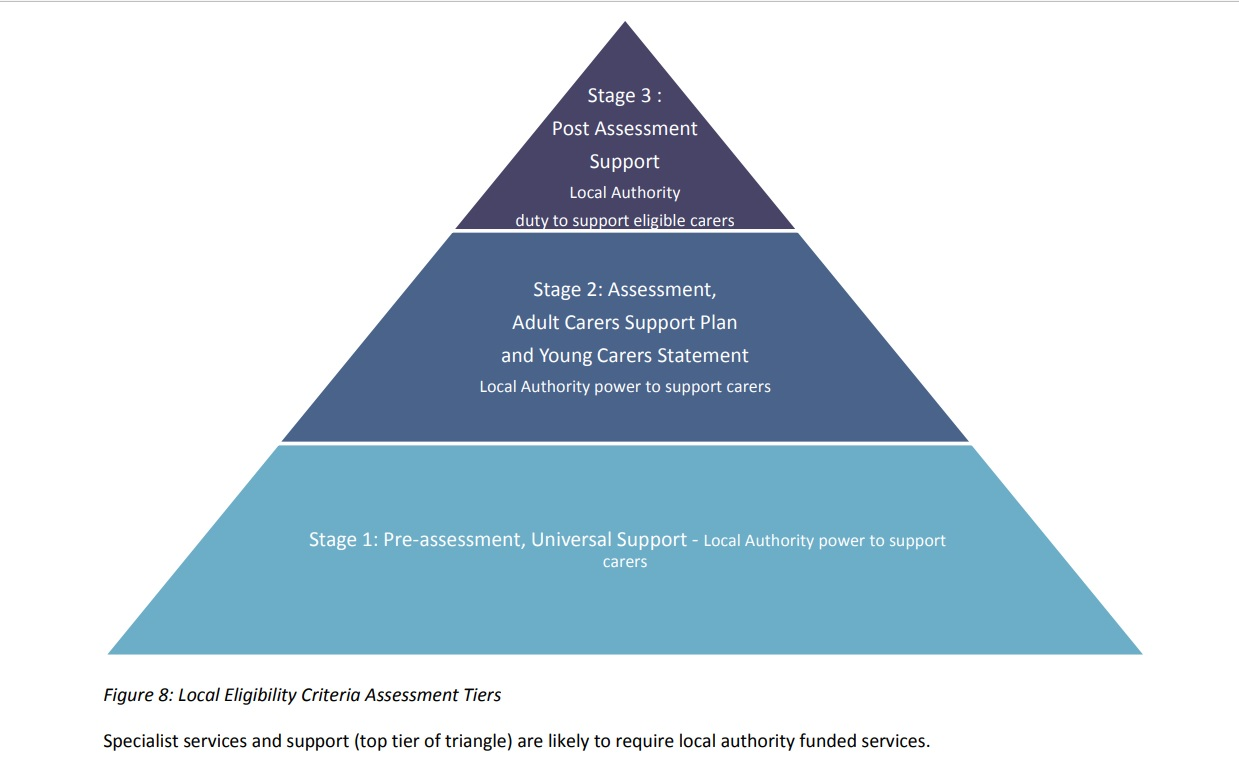 Stage 3 :
Post Assessment
Support
Local Authority
duty to support eligible carers
Stage 2: Assessment,
Adult Carers Support Plan
and Young Carers Statement
Local Authority power to support carers
Stage 1: Pre-assessment, Universal Support - Local Authority power to support
carers
Figure 8: Local Eligibility Criteria Assessment Tiers
Specialist services and support (top tier of triangle) are likely to require local authority funded services.